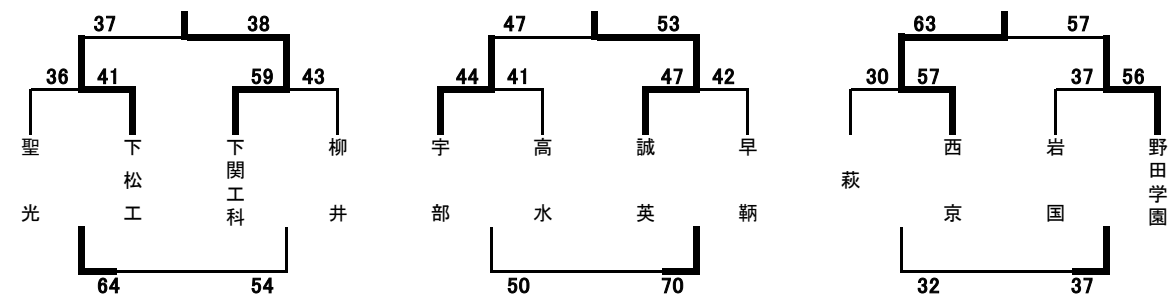 37 38 47 53 63 57
36 41 59 43 44 41 47 42 30 57 37 56
聖光
下松工
下関工科
柳井
宇部
高水
誠英
早鞆
萩
西京
岩国
野田学園
64 54 50 70 32 37